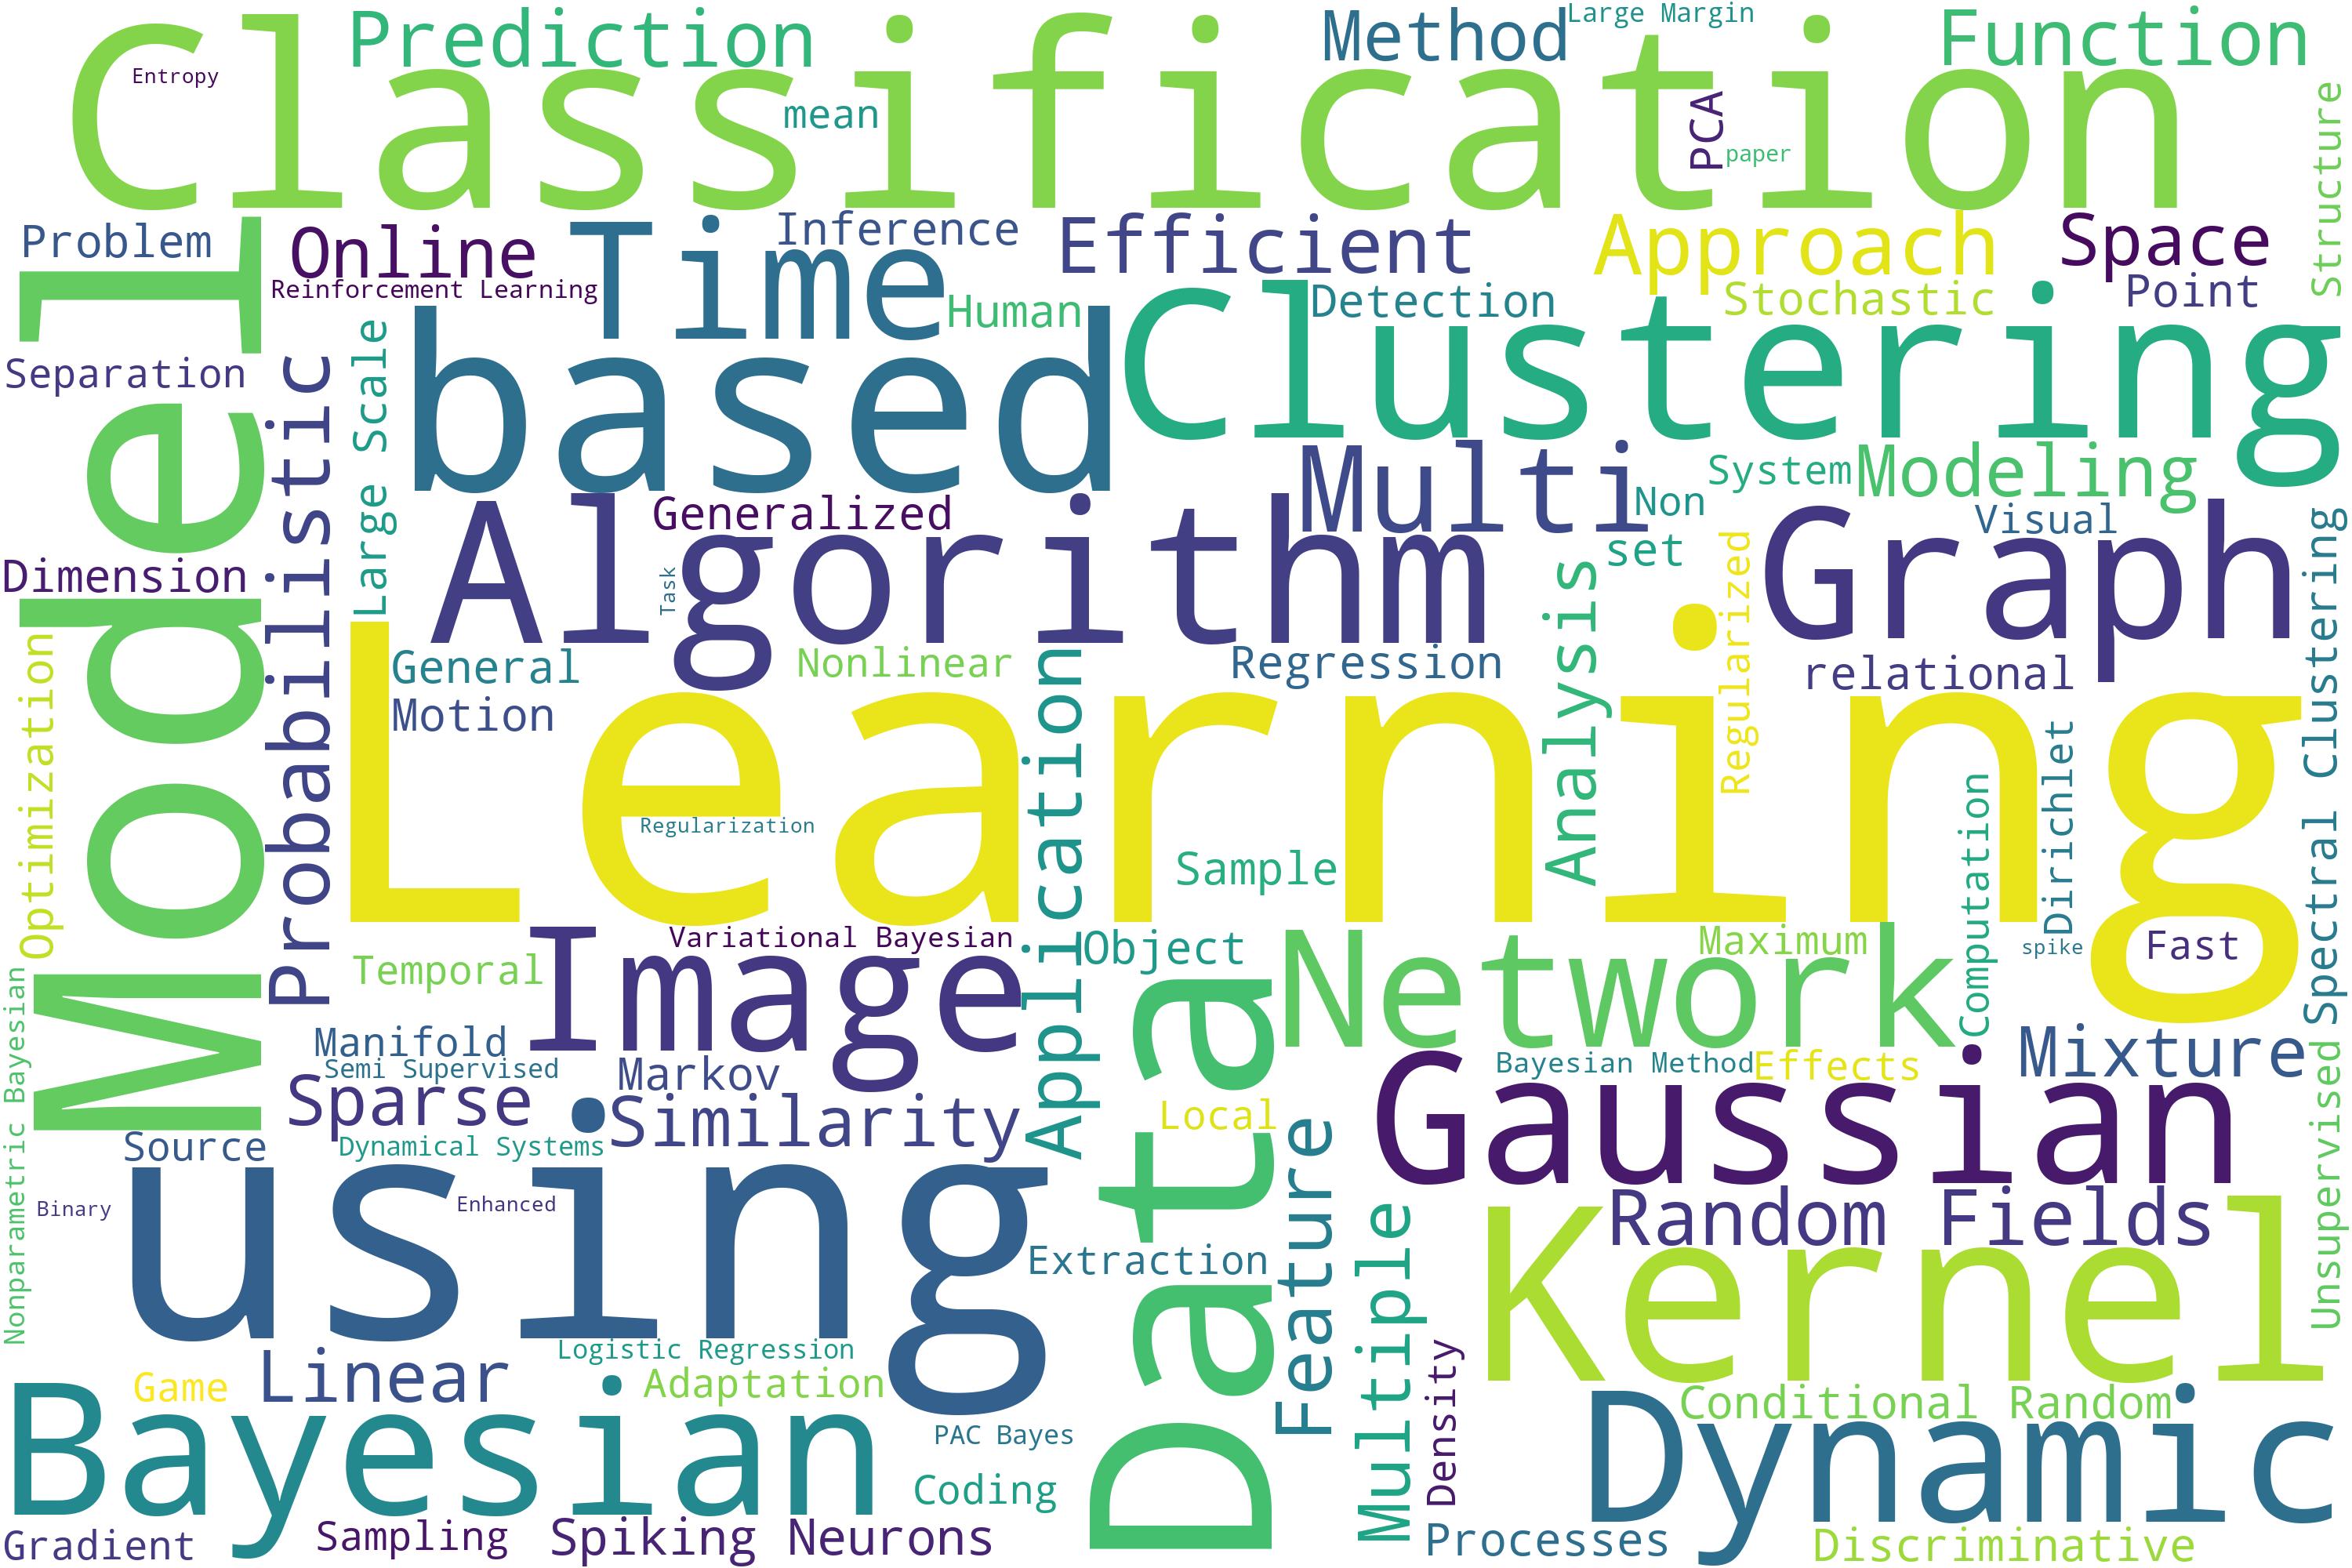 Classification
Prediction
Method
Large Margin
Function
Entropy
mean
PCA
paper
Structure
Problem
Online
Time
Inference
Efficient
Approach
Space
Reinforcement Learning
Human
Detection
Stochastic
Point
Model
Separation
Probabilistic
Large Scale
based
Clustering
Multi
System
Modeling
Generalized
Non
Visual
Algorithm
Graph
set
Dimension
Task
Analysis
Regularized
Spectral Clustering
Optimization
General
Nonlinear
Regression
relational
Motion
Application
Learning
Dirichlet
Regularization
Sample
Computation
Variational Bayesian
Object
Maximum
spike
Fast
Temporal
Image
Network
Nonparametric Bayesian
Manifold
Semi Supervised
Markov
Bayesian Method
Effects
Mixture
Unsupervised
Sparse
Similarity
Data
Local
Gaussian
Source
Dynamical Systems
Feature
Binary
using
Enhanced
Extraction
Multiple
Random Fields
Kernel
Logistic Regression
Game
Linear
Adaptation
Density
Conditional Random
Bayesian
PAC Bayes
Dynamic
Coding
Gradient
Sampling
Spiking Neurons
Processes
Discriminative